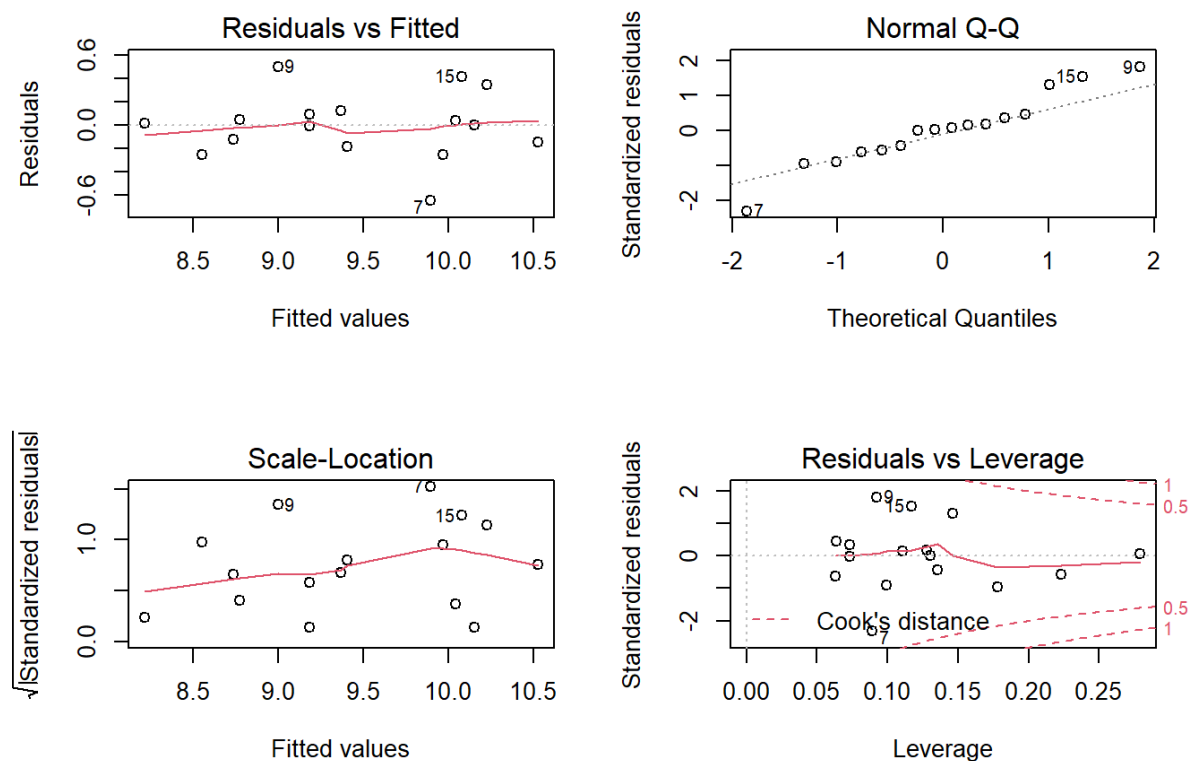 Residuals vs Fitted
Residuals
0.6
0.0
-0.6
9
15
7
8.5 9.0 9.5 10.0 10.5
Fitted values
Normal Q-Q
Standardized residuals
2
1
0
-2
15
9
7
-2 -1 0 1 2
Theoretical Quantiles
Scale-Location
√|Standardized residuals|
1.0
0.0
9
7
15
8.5 9.0 9.5 10.0 10.5
Fitted values
Residuals vs Leverage
Standardized residuals
2
0
-2
9
15
7
1
0.5
0.5
1
Cook's distance
0.00 0.05 0.10 0.15 0.20 0.25
Leverage